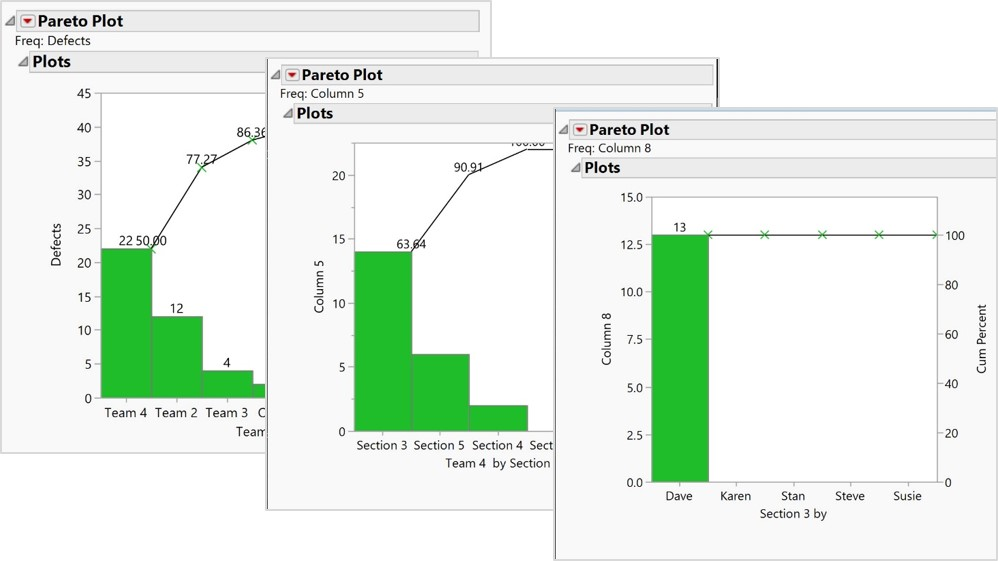 Pareto Plot
Freq: Defects
Plots
45
40
35
30
25
20
15
10
5
0
Defects
86.36
77.27
22 50.00
12
4
Team 4 Team 2 Team 3
Team
Pareto Plot
Freq: Column 5
Plots
20
15
10
5
0
Column 5
90.91
63.64
Section 3 Section 5 Section 4 Sect
Team 4 by Section
Pareto Plot
Freq: Column 8
Plots
15.0
12.5
10.0
7.5
5.0
2.5
0.0
Column 8
13
100
80
60
40
20
0
Cum Percent
Dave Karen Stan Steve Susie
Section 3 by